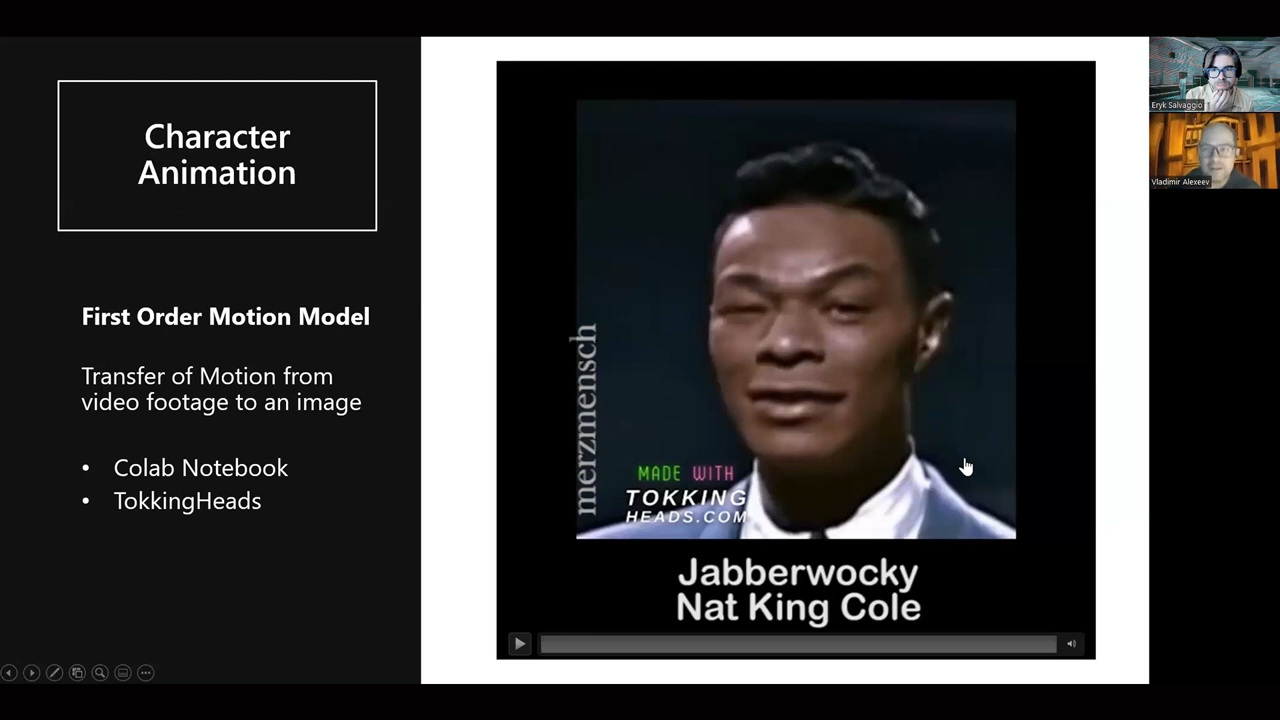 Character
Animation
First Order Motion Model
Transfer of Motion from
video footage to an image
• Colab Notebook
• TokkingHeads
merzmensch
MADE WITH
TOKKING
HEADS.COM
Jabberwocky
Nat King Cole
Eryk Salvaggio
Vladimir Alexeev